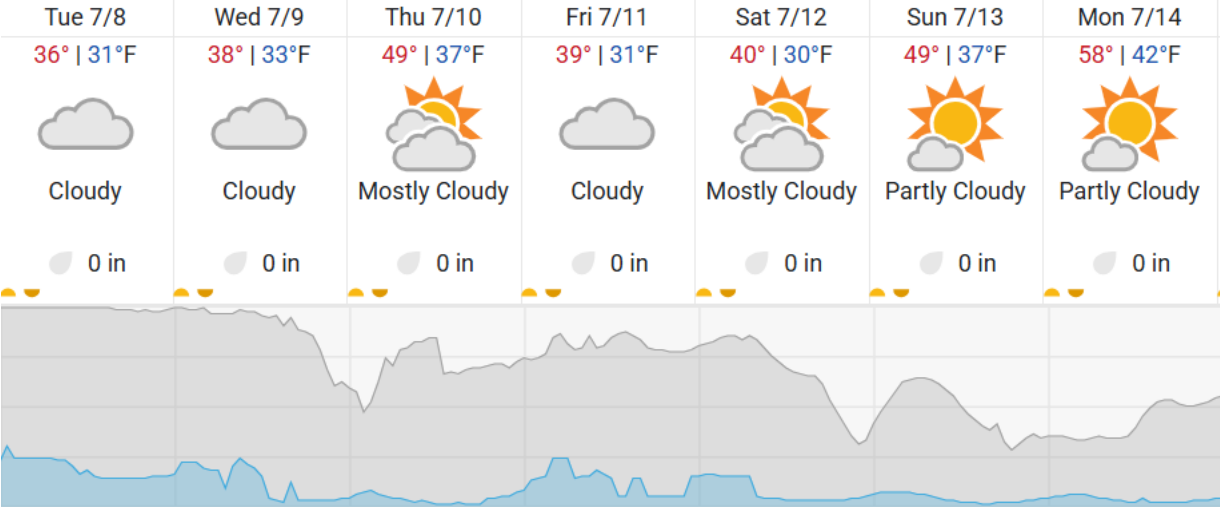 Tue 7/8 Wed 7/9 Thu 7/10 Fri 7/11 Sat 7/12 Sun 7/13 Mon 7/14
36° | 31°F 38° | 33°F 49° | 37°F 39° | 31°F 40° | 30°F 49° | 37°F 58° | 42°F
Cloudy Cloudy Mostly Cloudy Cloudy Mostly Cloudy Partly Cloudy Partly Cloudy
0 in 0 in 0 in 0 in 0 in 0 in 0 in